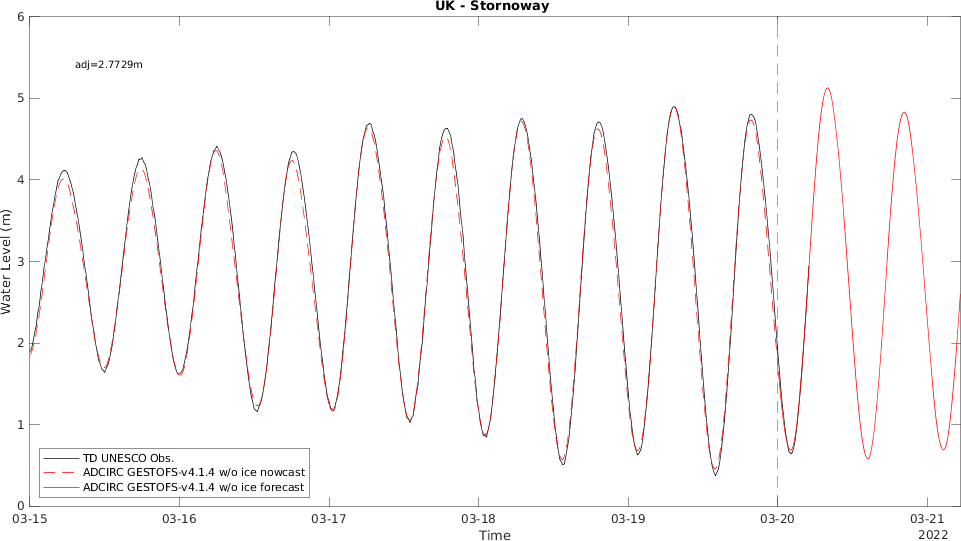 UK - Stornoway
adj=2.7729m
6
5
4
3
2
1
0
Water Level (m)
TD UNESCO Obs.
ADCIRC GESTOFS-v4.1.4 w/o ice nowcast
ADCIRC GESTOFS-v4.1.4 w/o ice forecast
03-15 03-16 03-17 03-18 03-19 03-20 03-21
Time 2022